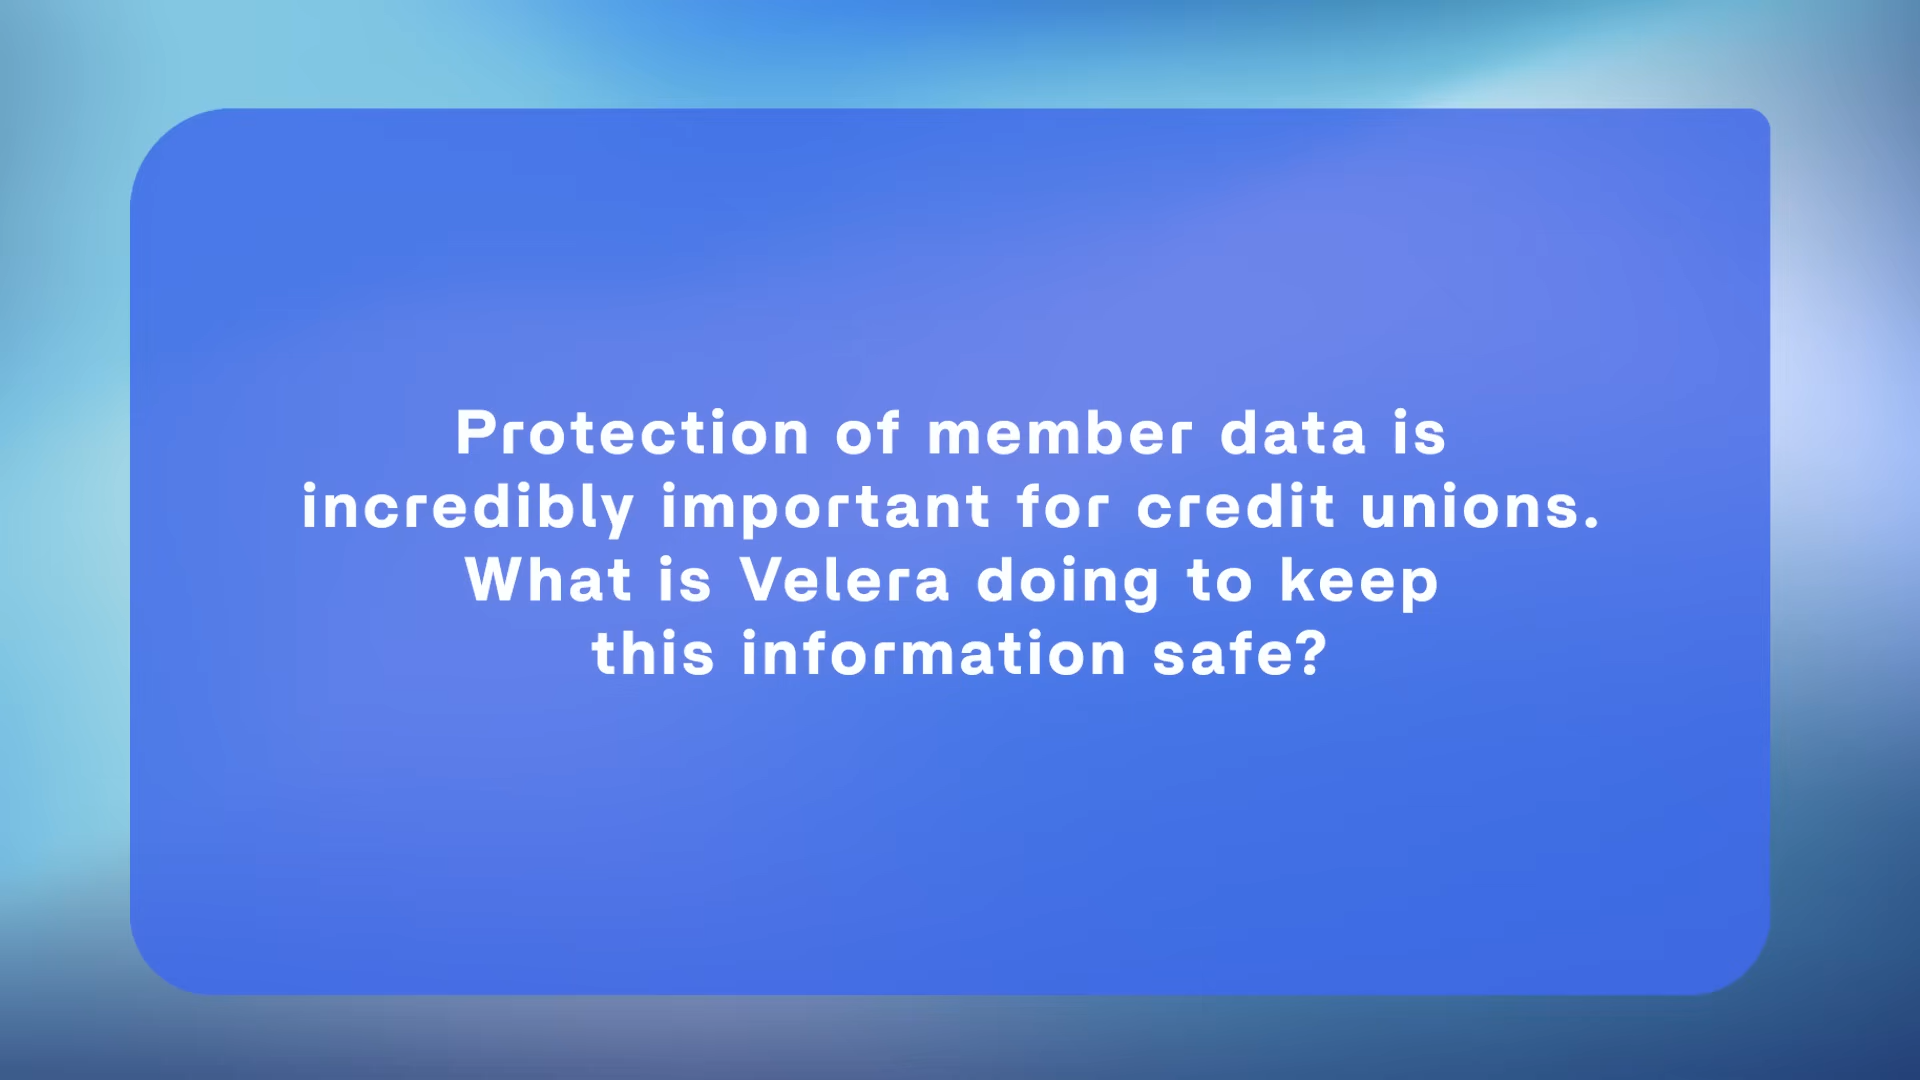 Protection of member data is
incredibly important for credit unions.
What is Velera doing to keep
this information safe?